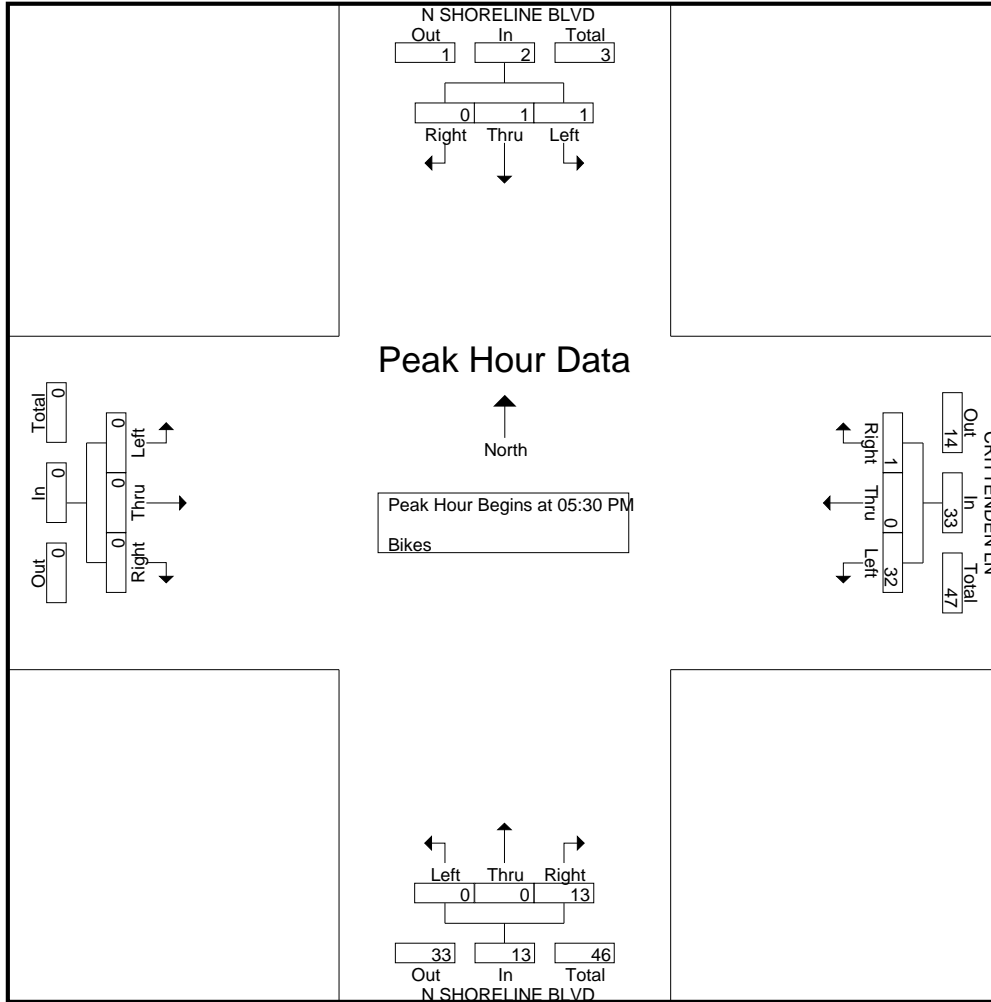 N SHORELINE BLVD
Out In Total
1 2 3
0 1 1
Right Thru Left
Peak Hour Data
North
Peak Hour Begins at 05:30 PM
Bikes
Total 0
In 0
Out 0
Left 0
Thru 0
Right 0
Right 1
Thru 0
Left 32
Out 14
In 33
Total 47
CRITTENDEN LN
Left Thru Right
0 0 13
33 13 46
Out In Total
N SHORELINE BLVD